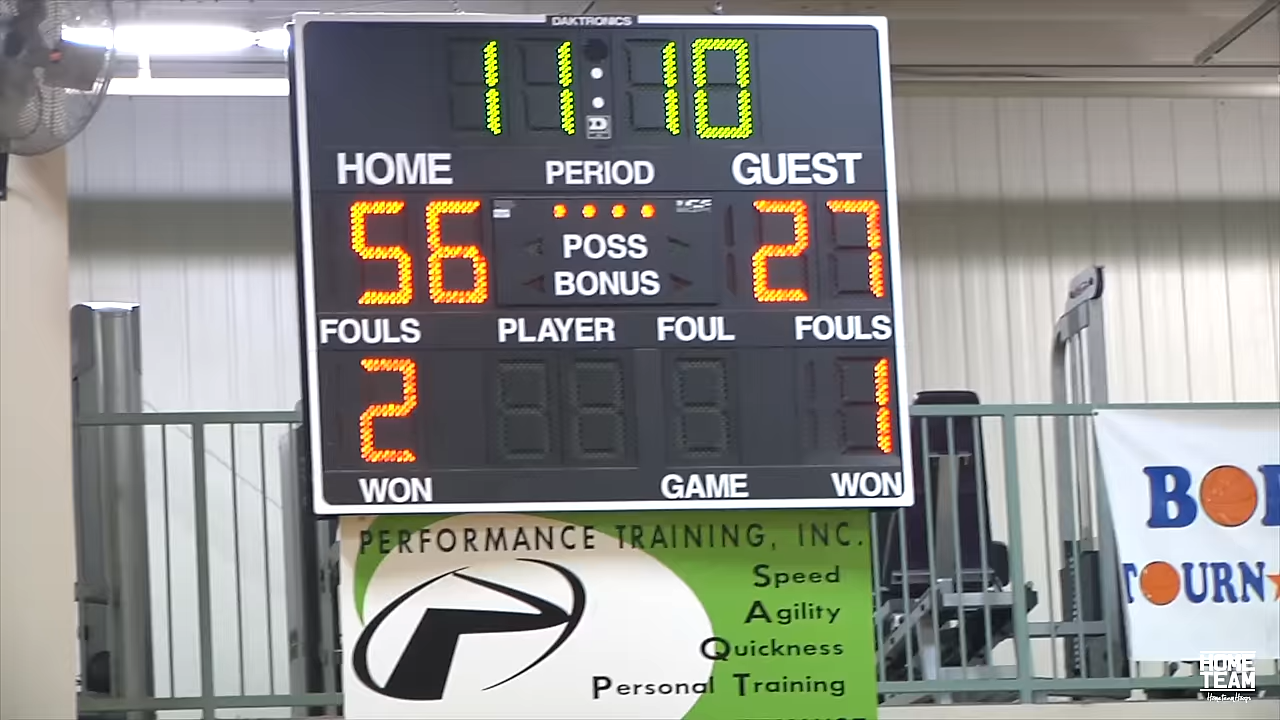 DAKTRONICS
11:10
HOME PERIOD GUEST
56 27
POSS
BONUS
FOULS PLAYER FOUL FOULS
2 1
WON GAME WON
PERFORMANCE TRAINING, INC.
Speed
Agility
Quickness
Personal Training
TOURN
HOME
TEAM